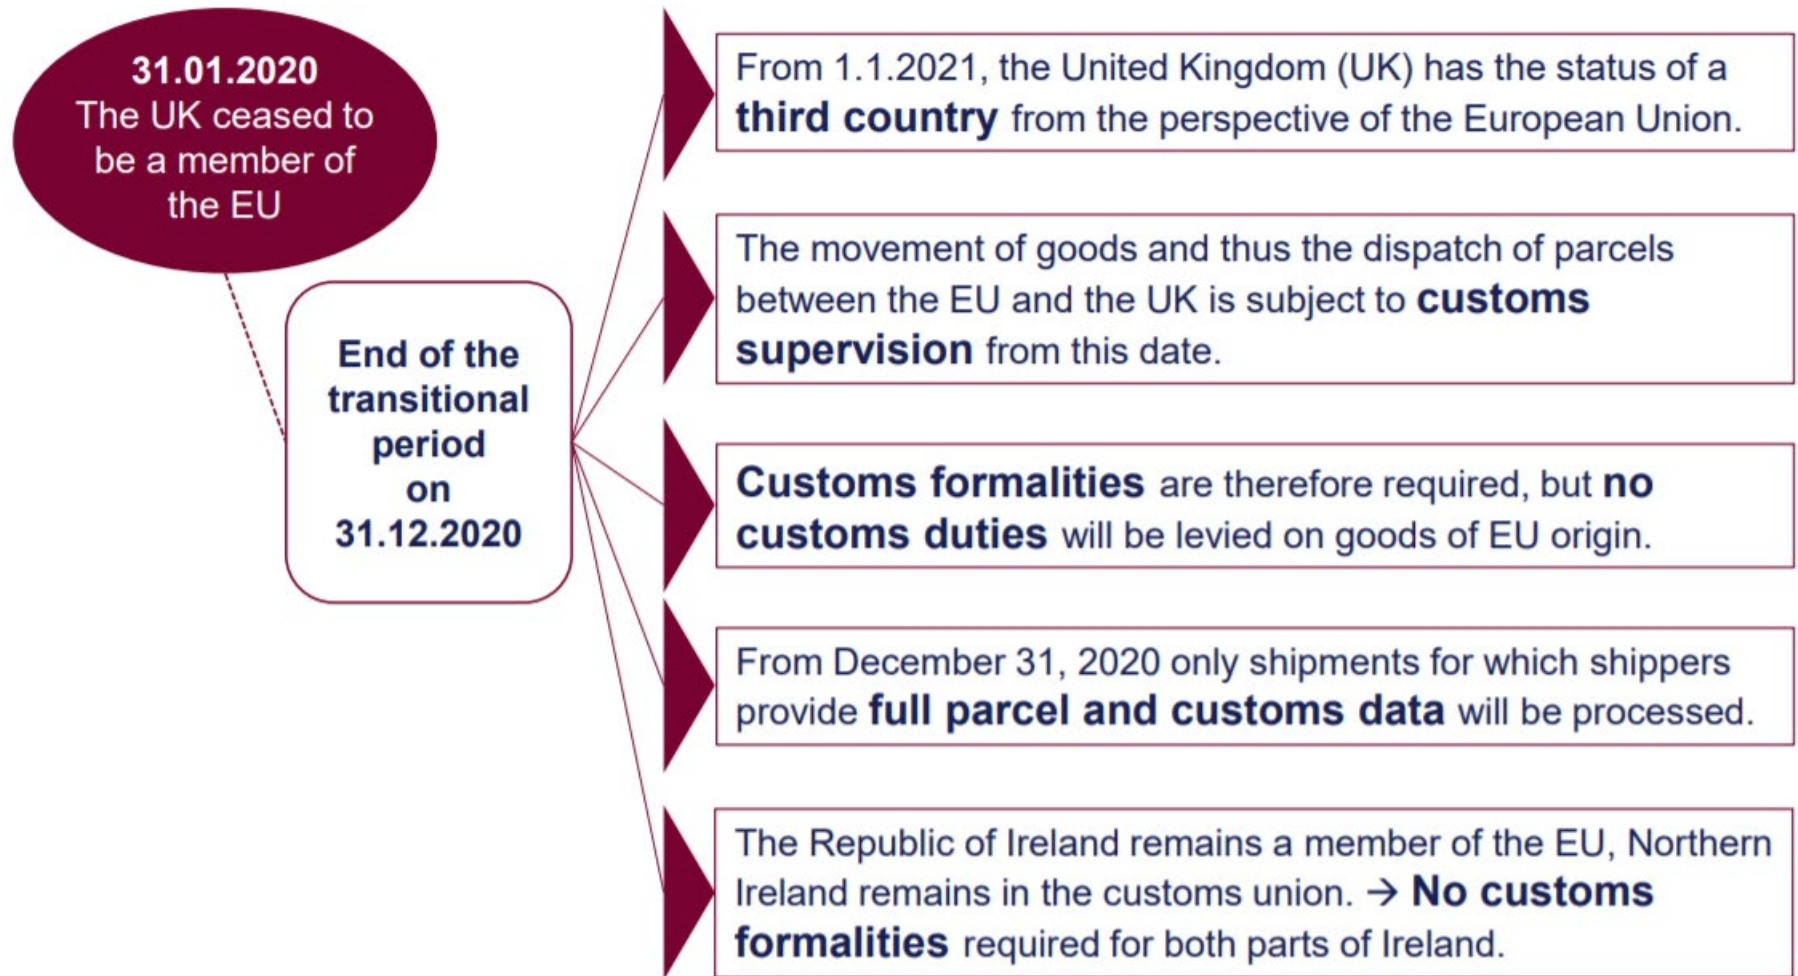 31.01.2020
The UK ceased to
be a member of
the EU
End of the
transitional
period
on
31.12.2020
From 1.1.2021, the United Kingdom (UK) has the status of a
third country from the perspective of the European Union.
The movement of goods and thus the dispatch of parcels
between the EU and the UK is subject to customs
supervision from this date.
Customs formalities are therefore required, but no
customs duties will be levied on goods of EU origin.
From December 31, 2020 only shipments for which shippers
provide full parcel and customs data will be processed.
The Republic of Ireland remains a member of the EU, Northern
Ireland remains in the customs union. → No customs
formalities required for both parts of Ireland.